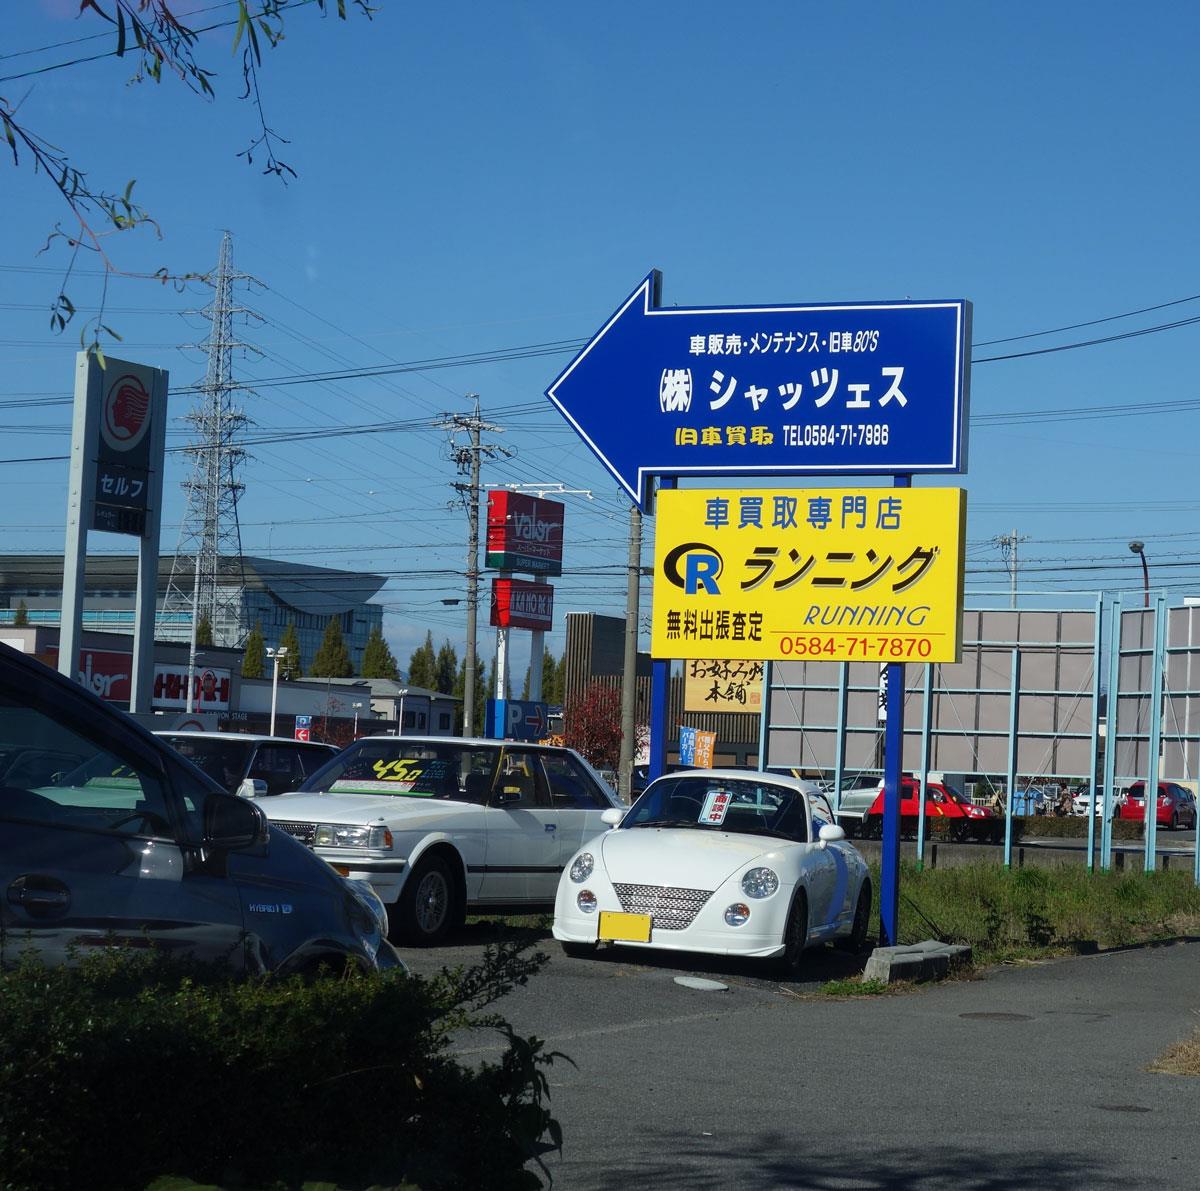 車販売・メンテナンス・旧車80'S
㈱ シャッツェス
旧車買取 TEL0584-71-7986
車買取専門店
R ランニング
RUNNING
無料出張査定
0584-71-7870
セルフ
valor
スーパーマーケット
SUPER MARKET
valor
P
お好み焼
本舗
45.0
商談中
HYBRID